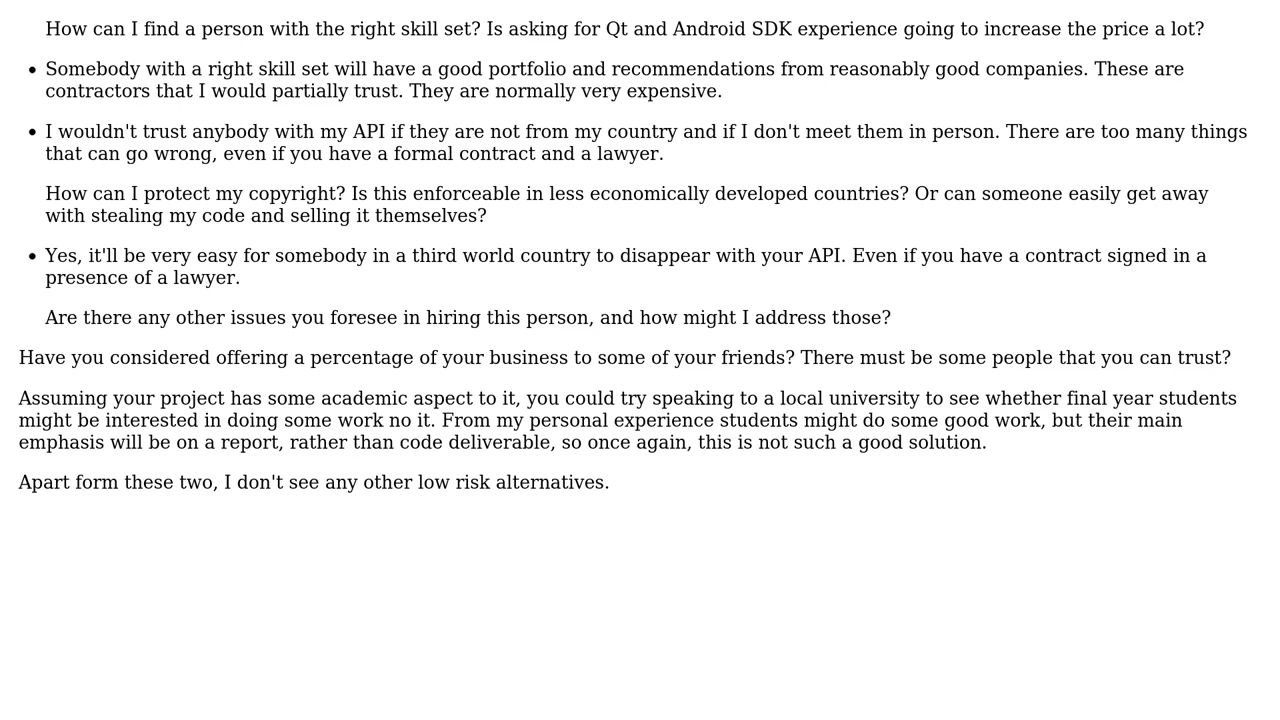 How can I find a person with the right skill set? Is asking for Qt and Android SDK experience going to increase the price a lot?
• Somebody with a right skill set will have a good portfolio and recommendations from reasonably good companies. These are
contractors that I would partially trust. They are normally very expensive.
• I wouldn't trust anybody with my API if they are not from my country and if I don't meet them in person. There are too many things
that can go wrong, even if you have a formal contract and a lawyer.
How can I protect my copyright? Is this enforceable in less economically developed countries? Or can someone easily get away
with stealing my code and selling it themselves?
• Yes, it'll be very easy for somebody in a third world country to disappear with your API. Even if you have a contract signed in a
presence of a lawyer.
Are there any other issues you foresee in hiring this person, and how might I address those?
Have you considered offering a percentage of your business to some of your friends? There must be some people that you can trust?
Assuming your project has some academic aspect to it, you could try speaking to a local university to see whether final year students
might be interested in doing some work no it. From my personal experience students might do some good work, but their main
emphasis will be on a report, rather than code deliverable, so once again, this is not such a good solution.
Apart form these two, I don't see any other low risk alternatives.